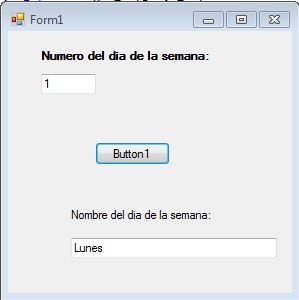 Form1
Numero del dia de la semana:
1
Button1
Nombre del dia de la semana:
Lunes